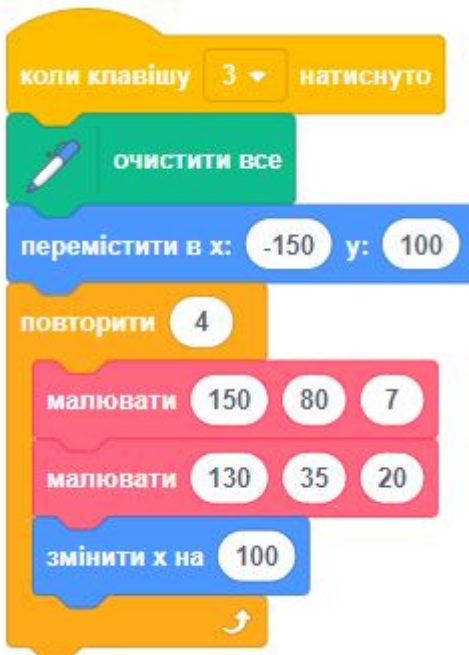 коли клавішу 3 натиснуто
очистити все
перемістити в x: -150 y: 100
повторити 4
малювати 150 80 7
малювати 130 35 20
змінити x на 100